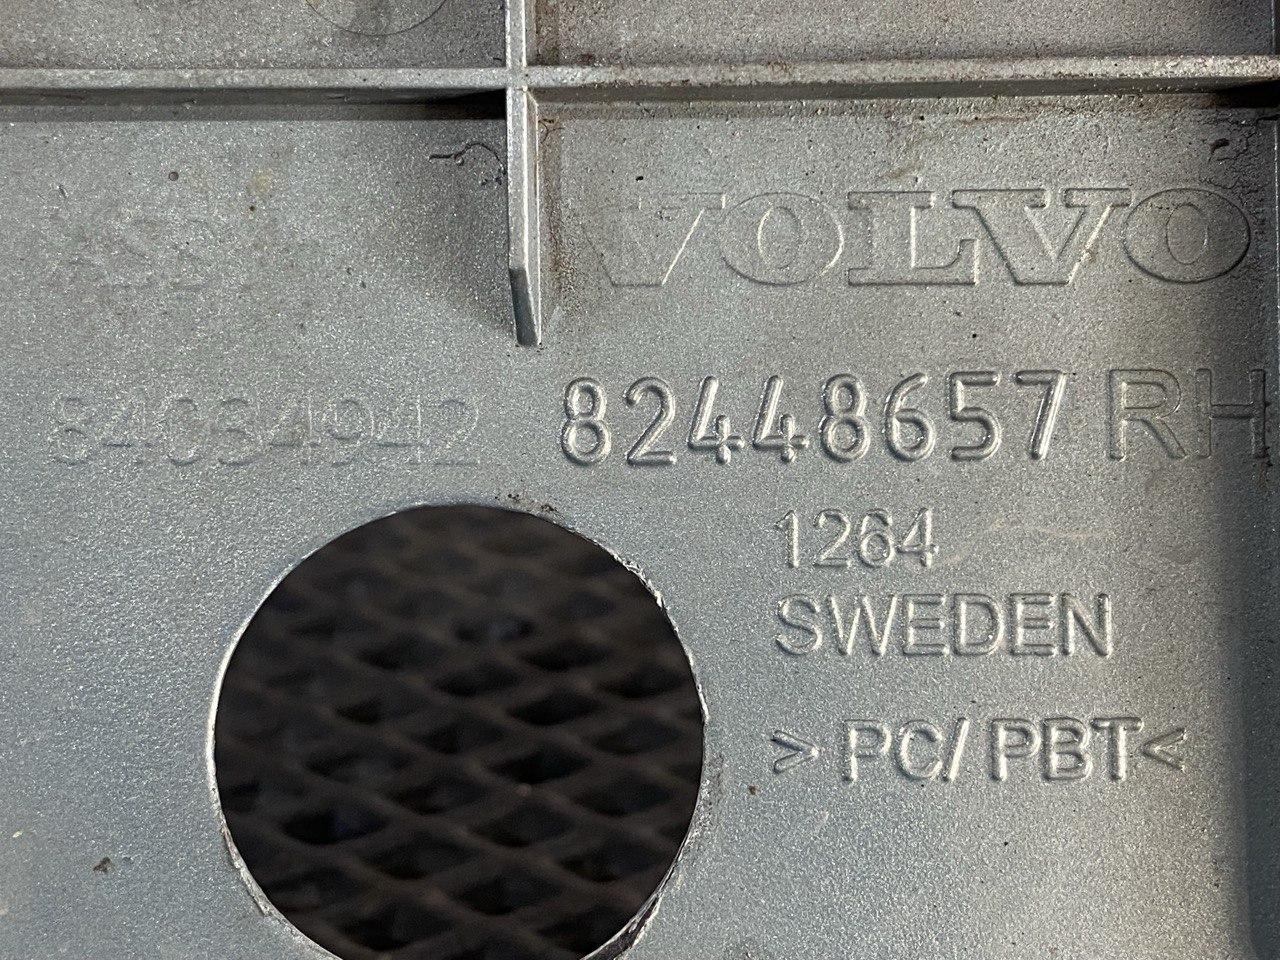 VOLVO
82448657 RH
1264
SWEDEN
>PC/PBT<